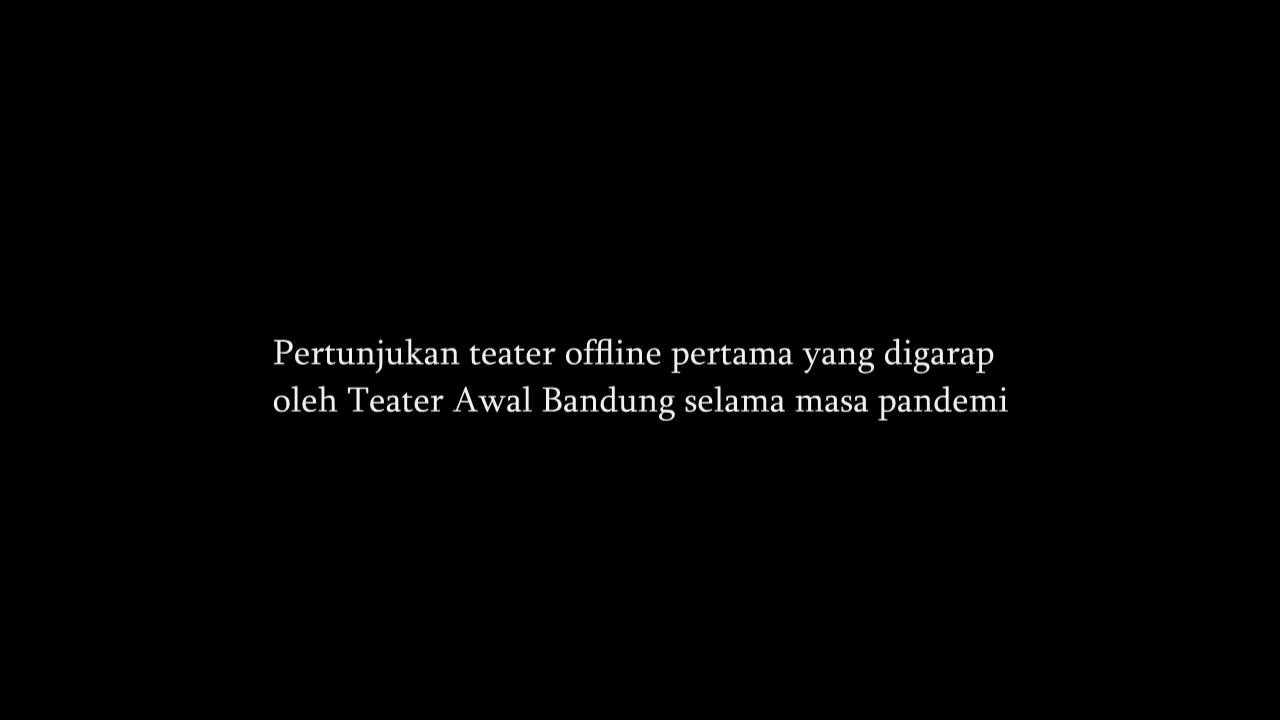 Pertunjukan teater offline pertama yang digarap
oleh Teater Awal Bandung selama masa pandemi